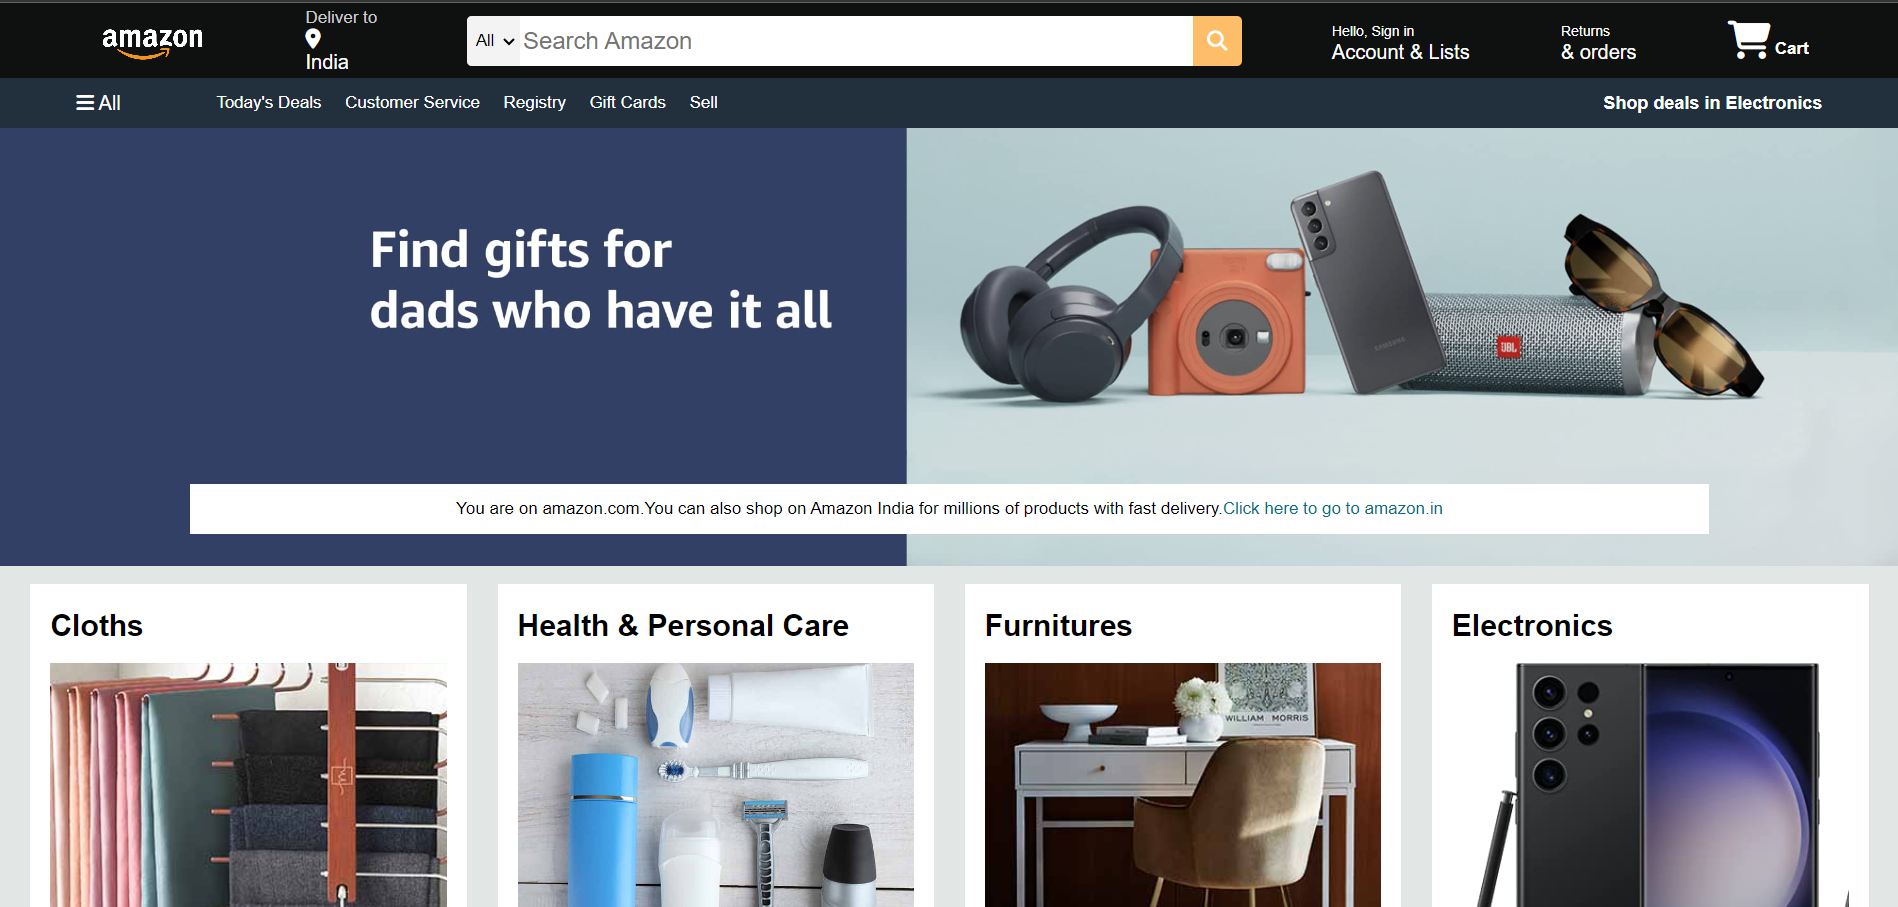 amazon
Deliver to
India
All
Search Amazon
Hello, Sign in
Account & Lists
Returns
& orders
Cart
All
Today's Deals
Customer Service
Registry
Gift Cards
Sell
Shop deals in Electronics
Find gifts for
dads who have it all
SAMSUNG
JBL
You are on amazon.com.You can also shop on Amazon India for millions of products with fast delivery.Click here to go to amazon.in
Cloths
Health & Personal Care
Furnitures
Electronics
WILLIAM MORRIS